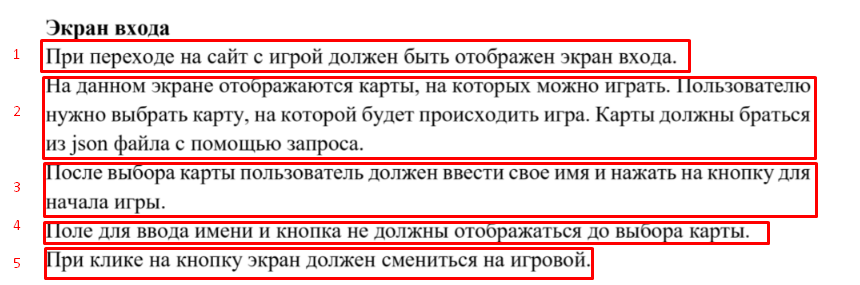 Экран входа
1 При переходе на сайт с игрой должен быть отображен экран входа.
На данном экране отображаются карты, на которых можно играть. Пользователю
2 нужно выбрать карту, на которой будет происходить игра. Карты должны браться
из json файла с помощью запроса.
После выбора карты пользователь должен ввести свое имя и нажать на кнопку для
3 начала игры.
4 Поле для ввода имени и кнопка не должны отображаться до выбора карты.
5 При клике на кнопку экран должен смениться на игровой.